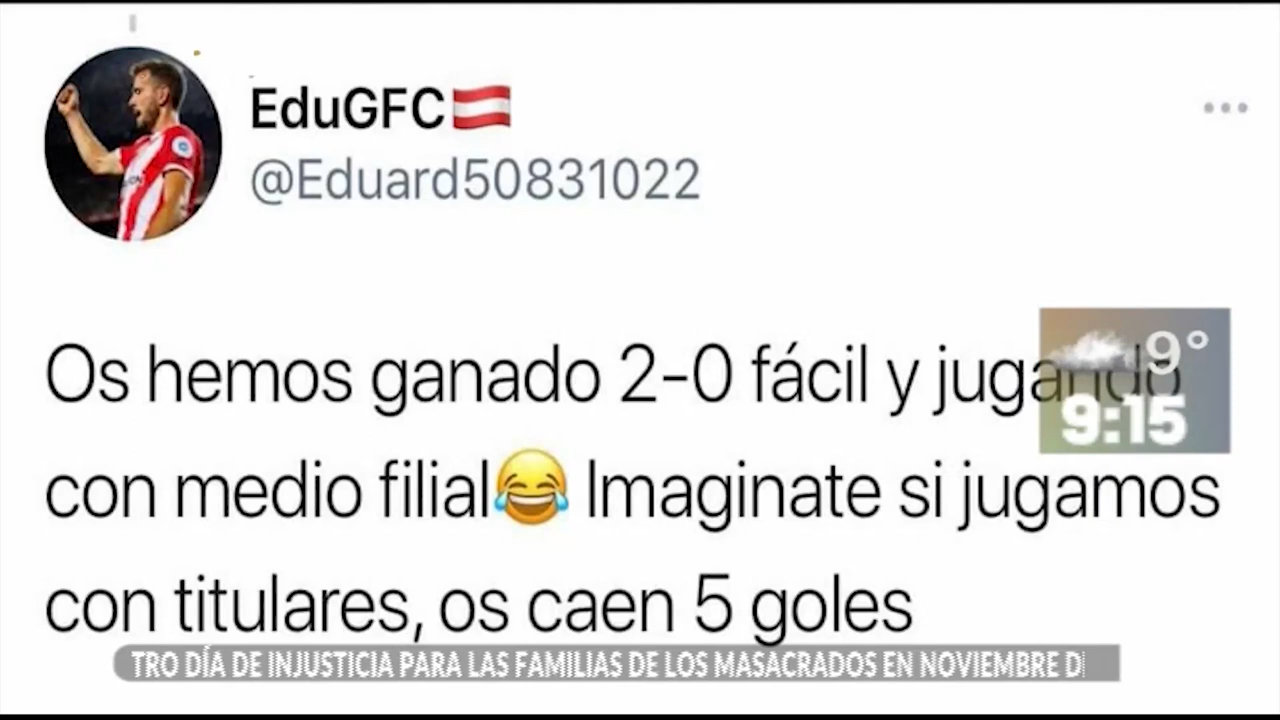 EduGFC
@Eduard50831022
Os hemos ganado 2-0 fácil y jugando
9°
9:15
con medio filial😂 Imaginate si jugamos
con titulares, os caen 5 goles
TRO DÍA DE INJUSTICIA PARA LAS FAMILIAS DE LOS MASACRADOS EN NOVIEMBRE D